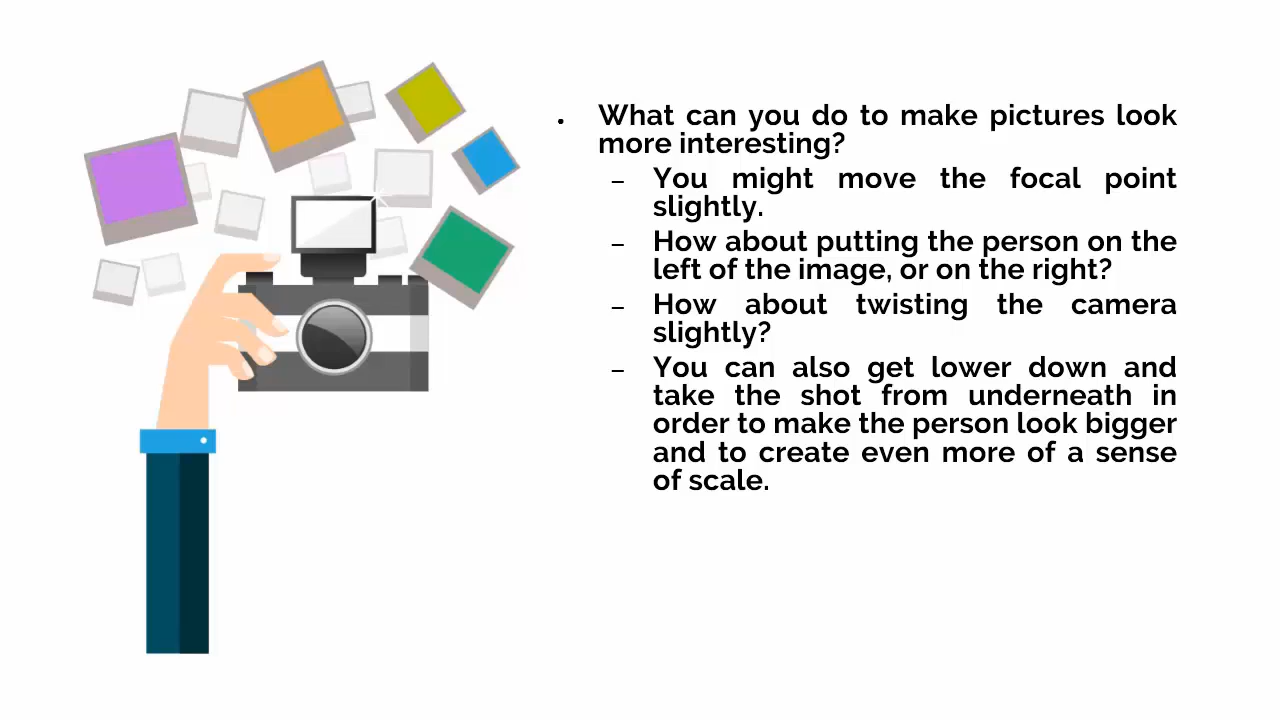 • What can you do to make pictures look
more interesting?
– You might move the focal point
slightly.
– How about putting the person on the
left of the image, or on the right?
– How about twisting the camera
slightly?
– You can also get lower down and
take the shot from underneath in
order to make the person look bigger
and to create even more of a sense
of scale.